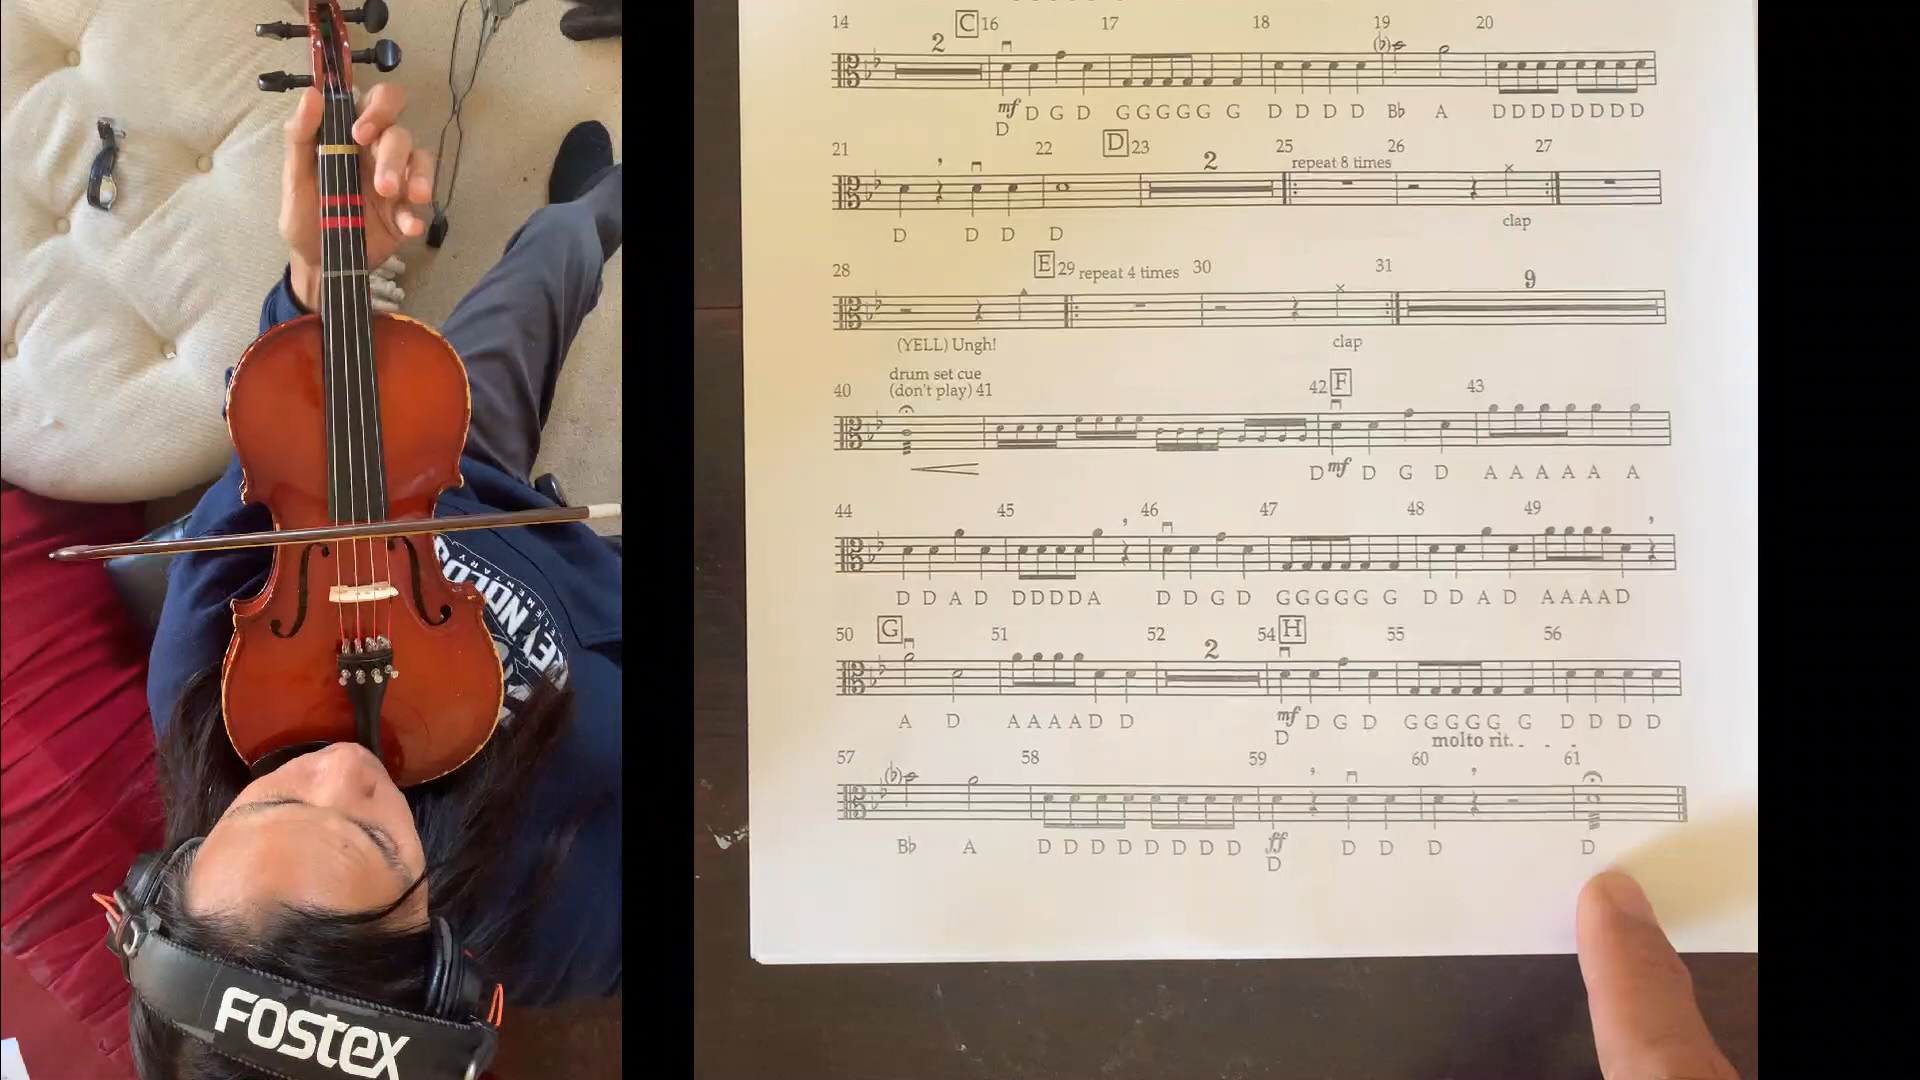 14 C 16 17 18 19 20
2
(b)
mf D G D G G G G G G D D D D B♭ A D D D D D D D D
D
21 22 D 23 25 26 27
2 repeat 8 times
clap
D D D D
28 E 29 repeat 4 times 30 31
9
(YELL) Ungh! clap
drum set cue
40 (don't play) 41 42 F 43
D mf D G D A A A A A A
44 45 46 47 48 49
D D A D D D D D A D D G D G G G G G G D D A D A A A A D
50 G 51 52 54 H 55 56
2
A D A A A A D D mf D G D G G G G G G D D D D
D molto rit. - - -
57 58 59 60 61
(b)
B♭ A D D D D D D D D ff D D D D
D
REYNOLDS
ELEMENTARY
FOSTEX